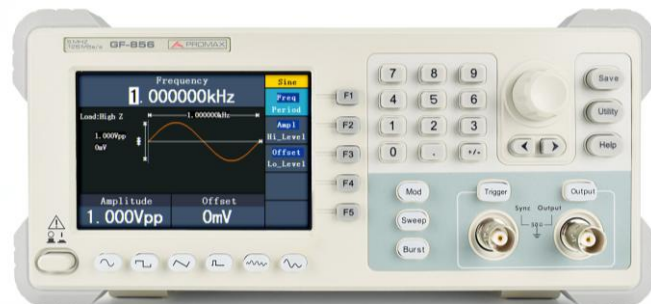 GF-856
PROMAX
Frequency
1.000000kHz
Load:High Z
1.000000kHz
1.000Vpp
0mV
Amplitude
1.000Vpp
Offset
0mV
Sine
Freq
Period
Ampl
Hi_Level
Offset
Lo_Level
F1
F2
F3
F4
F5
7 8 9
4 5 6
1 2 3
0 . +/-
Save
Utility
Help
Mod
Sweep
Burst
Trigger
Output
Sync Output
50Ω